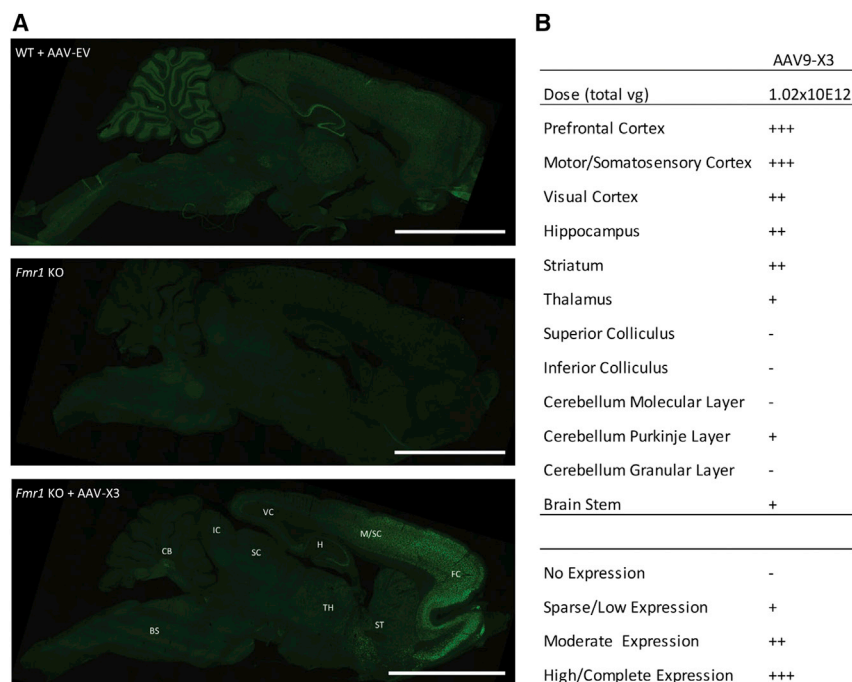 A
WT + AAV-EV
Fmr1 KO
Fmr1 KO + AAV-X3
VC
IC
M/SC
CB
SC
H
FC
TH
ST
BS
B
AAV9-X3
Dose (total vg) 1.02x10E12
Prefrontal Cortex +++
Motor/Somatosensory Cortex +++
Visual Cortex ++
Hippocampus ++
Striatum ++
Thalamus +
Superior Colliculus -
Inferior Colliculus -
Cerebellum Molecular Layer -
Cerebellum Purkinje Layer +
Cerebellum Granular Layer -
Brain Stem +
No Expression -
Sparse/Low Expression +
Moderate Expression ++
High/Complete Expression +++